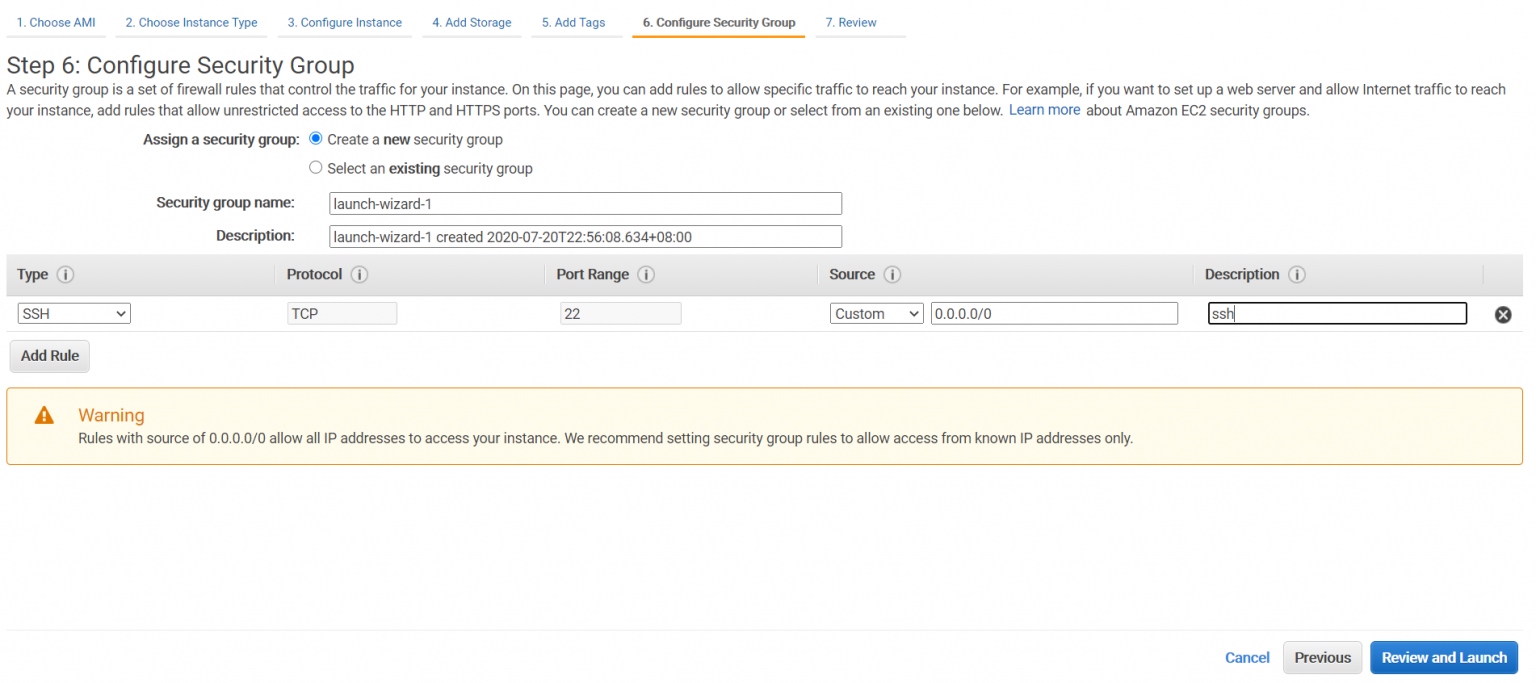 1. Choose AMI 2. Choose Instance Type 3. Configure Instance 4. Add Storage 5. Add Tags 6. Configure Security Group 7. Review
Step 6: Configure Security Group
A security group is a set of firewall rules that control the traffic for your instance. On this page, you can add rules to allow specific traffic to reach your instance. For example, if you want to set up a web server and allow Internet traffic to reach
your instance, add rules that allow unrestricted access to the HTTP and HTTPS ports. You can create a new security group or select from an existing one below. Learn more about Amazon EC2 security groups.
Assign a security group: Create a new security group
Select an existing security group
Security group name: launch-wizard-1
Description: launch-wizard-1 created 2020-07-20T22:56:08.634+08:00
Type i Protocol i Port Range i Source i Description i
SSH TCP 22 Custom 0.0.0.0/0 ssh
Add Rule
Warning
Rules with source of 0.0.0.0/0 allow all IP addresses to access your instance. We recommend setting security group rules to allow access from known IP addresses only.
Cancel Previous Review and Launch